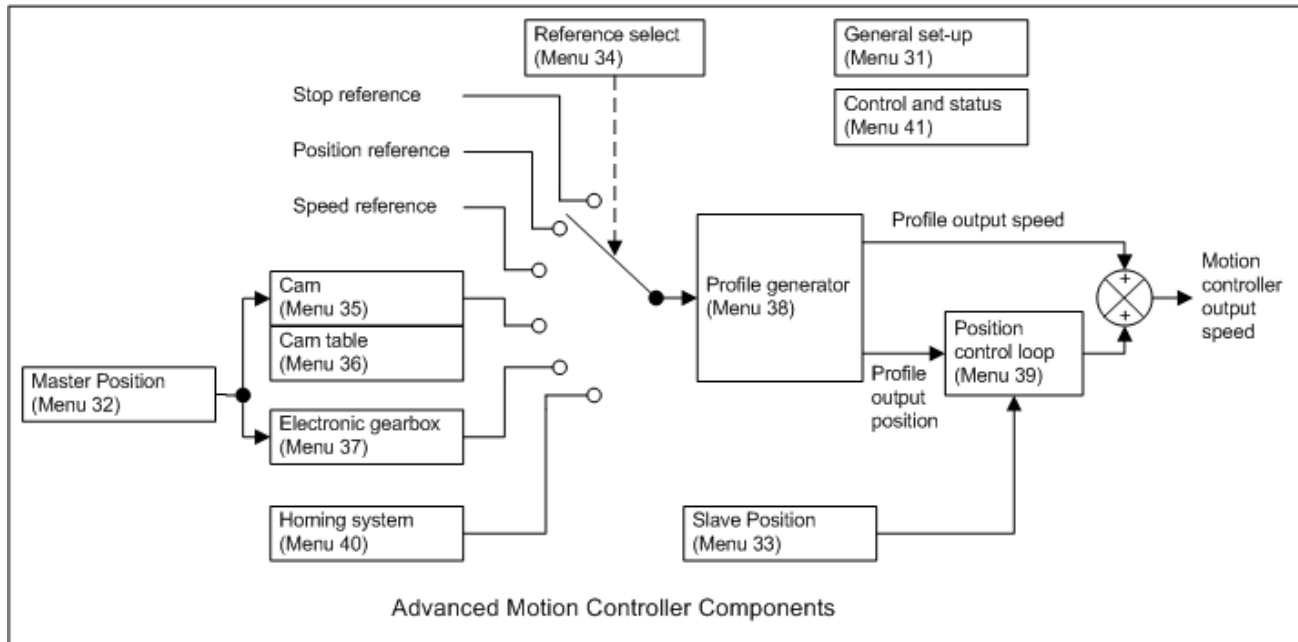 Reference select
(Menu 34)
General set-up
(Menu 31)
Control and status
(Menu 41)
Stop reference
Position reference
Speed reference
Cam
(Menu 35)
Cam table
(Menu 36)
Master Position
(Menu 32)
Electronic gearbox
(Menu 37)
Homing system
(Menu 40)
Profile generator
(Menu 38)
Profile output speed
Profile
output
position
Position
control loop
(Menu 39)
+
+
Motion
controller
output
speed
Slave Position
(Menu 33)
Advanced Motion Controller Components